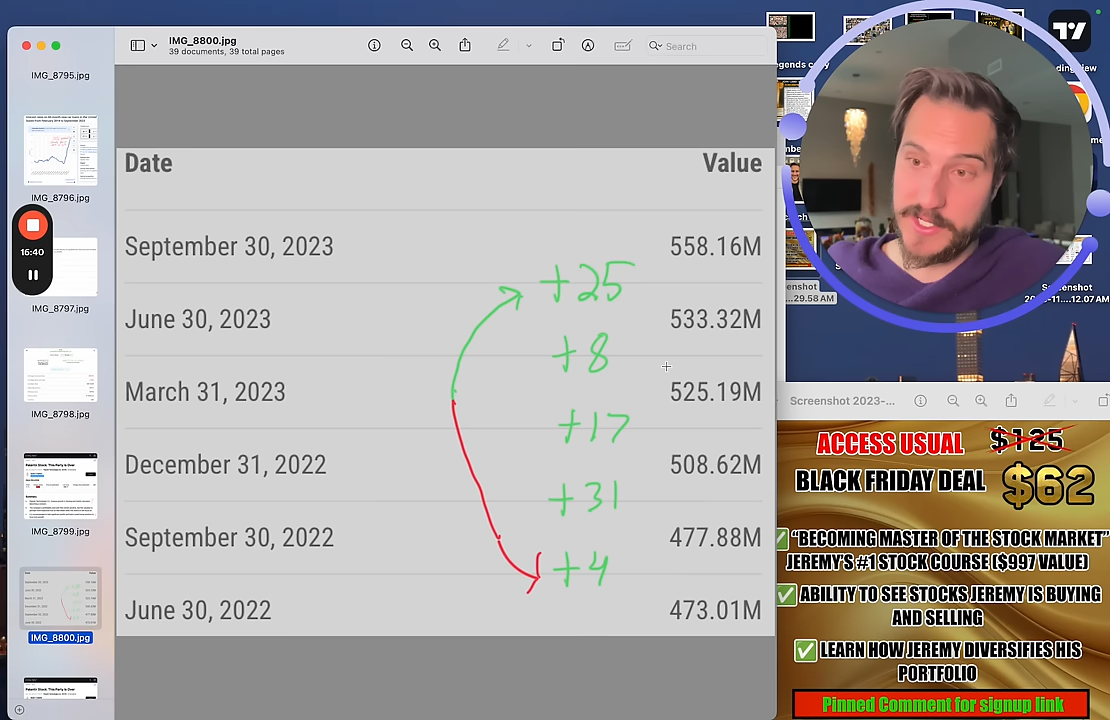 IMG_8800.jpg
39 documents, 39 total pages
Search
IMG_8795.jpg
IMG_8796.jpg
IMG_8797.jpg
IMG_8798.jpg
IMG_8799.jpg
IMG_8800.jpg
16:40
Date Value
September 30, 2023 558.16M
+25
June 30, 2023 533.32M
+8
March 31, 2023 525.19M
+17
December 31, 2022 508.62M
+31
September 30, 2022 477.88M
+4
June 30, 2022 473.01M
Screenshot 2023-...
ACCESS USUAL $125
BLACK FRIDAY DEAL $62
"BECOMING MASTER OF THE STOCK MARKET"
JEREMY'S #1 STOCK COURSE ($997 VALUE)
ABILITY TO SEE STOCKS JEREMY IS BUYING
AND SELLING
LEARN HOW JEREMY DIVERSIFIES HIS
PORTFOLIO
Pinned Comment for signup link